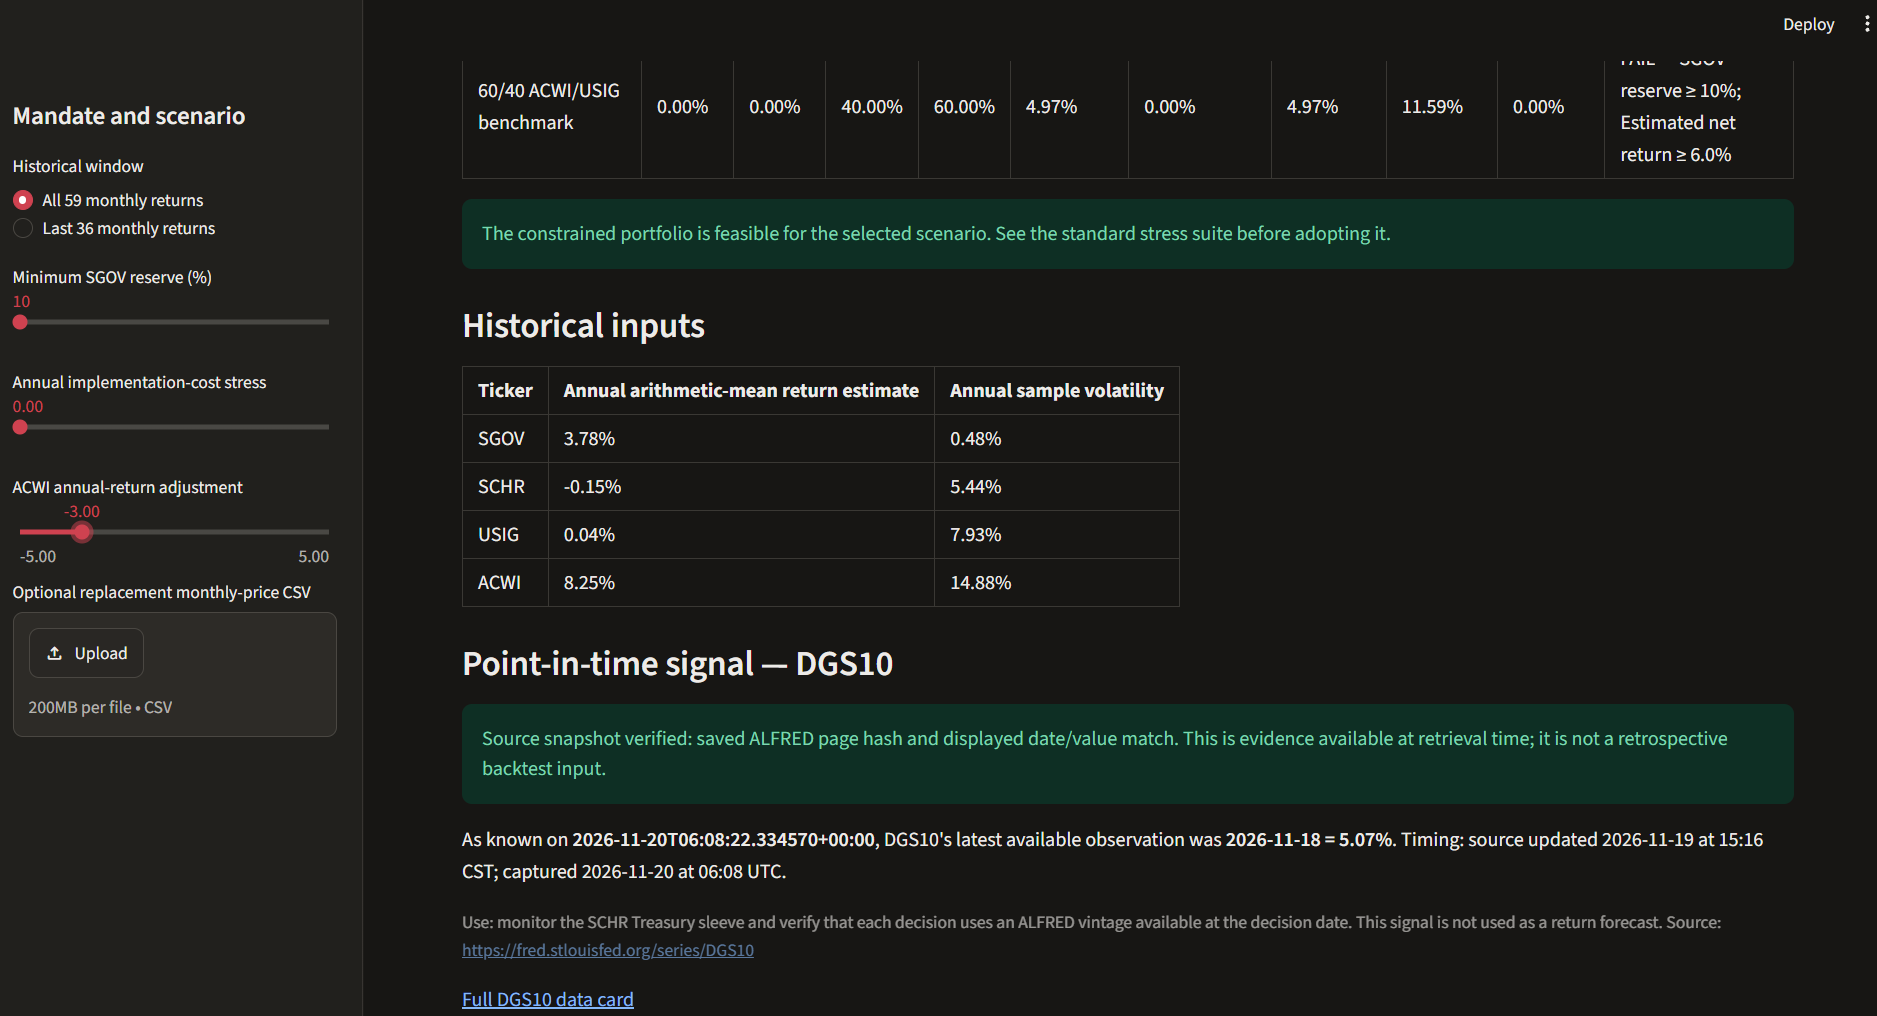 Deploy
Mandate and scenario
Historical window
All 59 monthly returns
Last 36 monthly returns
Minimum SGOV reserve (%)
10
Annual implementation-cost stress
0.00
ACWI annual-return adjustment
-3.00
-5.00 5.00
Optional replacement monthly-price CSV
Upload
200MB per file • CSV
60/40 ACWI/USIG
benchmark
0.00% 0.00% 40.00% 60.00% 4.97% 0.00% 4.97% 11.59% 0.00%
FAIL — SGOV
reserve ≥ 10%;
Estimated net
return ≥ 6.0%
The constrained portfolio is feasible for the selected scenario. See the standard stress suite before adopting it.
Historical inputs
Ticker Annual arithmetic-mean return estimate Annual sample volatility
SGOV 3.78% 0.48%
SCHR -0.15% 5.44%
USIG 0.04% 7.93%
ACWI 8.25% 14.88%
Point-in-time signal — DGS10
Source snapshot verified: saved ALFRED page hash and displayed date/value match. This is evidence available at retrieval time; it is not a retrospective
backtest input.
As known on 2026-11-20T06:08:22.334570+00:00, DGS10's latest available observation was 2026-11-18 = 5.07%. Timing: source updated 2026-11-19 at 15:16
CST; captured 2026-11-20 at 06:08 UTC.
Use: monitor the SCHR Treasury sleeve and verify that each decision uses an ALFRED vintage available at the decision date. This signal is not used as a return forecast. Source:
https://fred.stlouisfed.org/series/DGS10
Full DGS10 data card